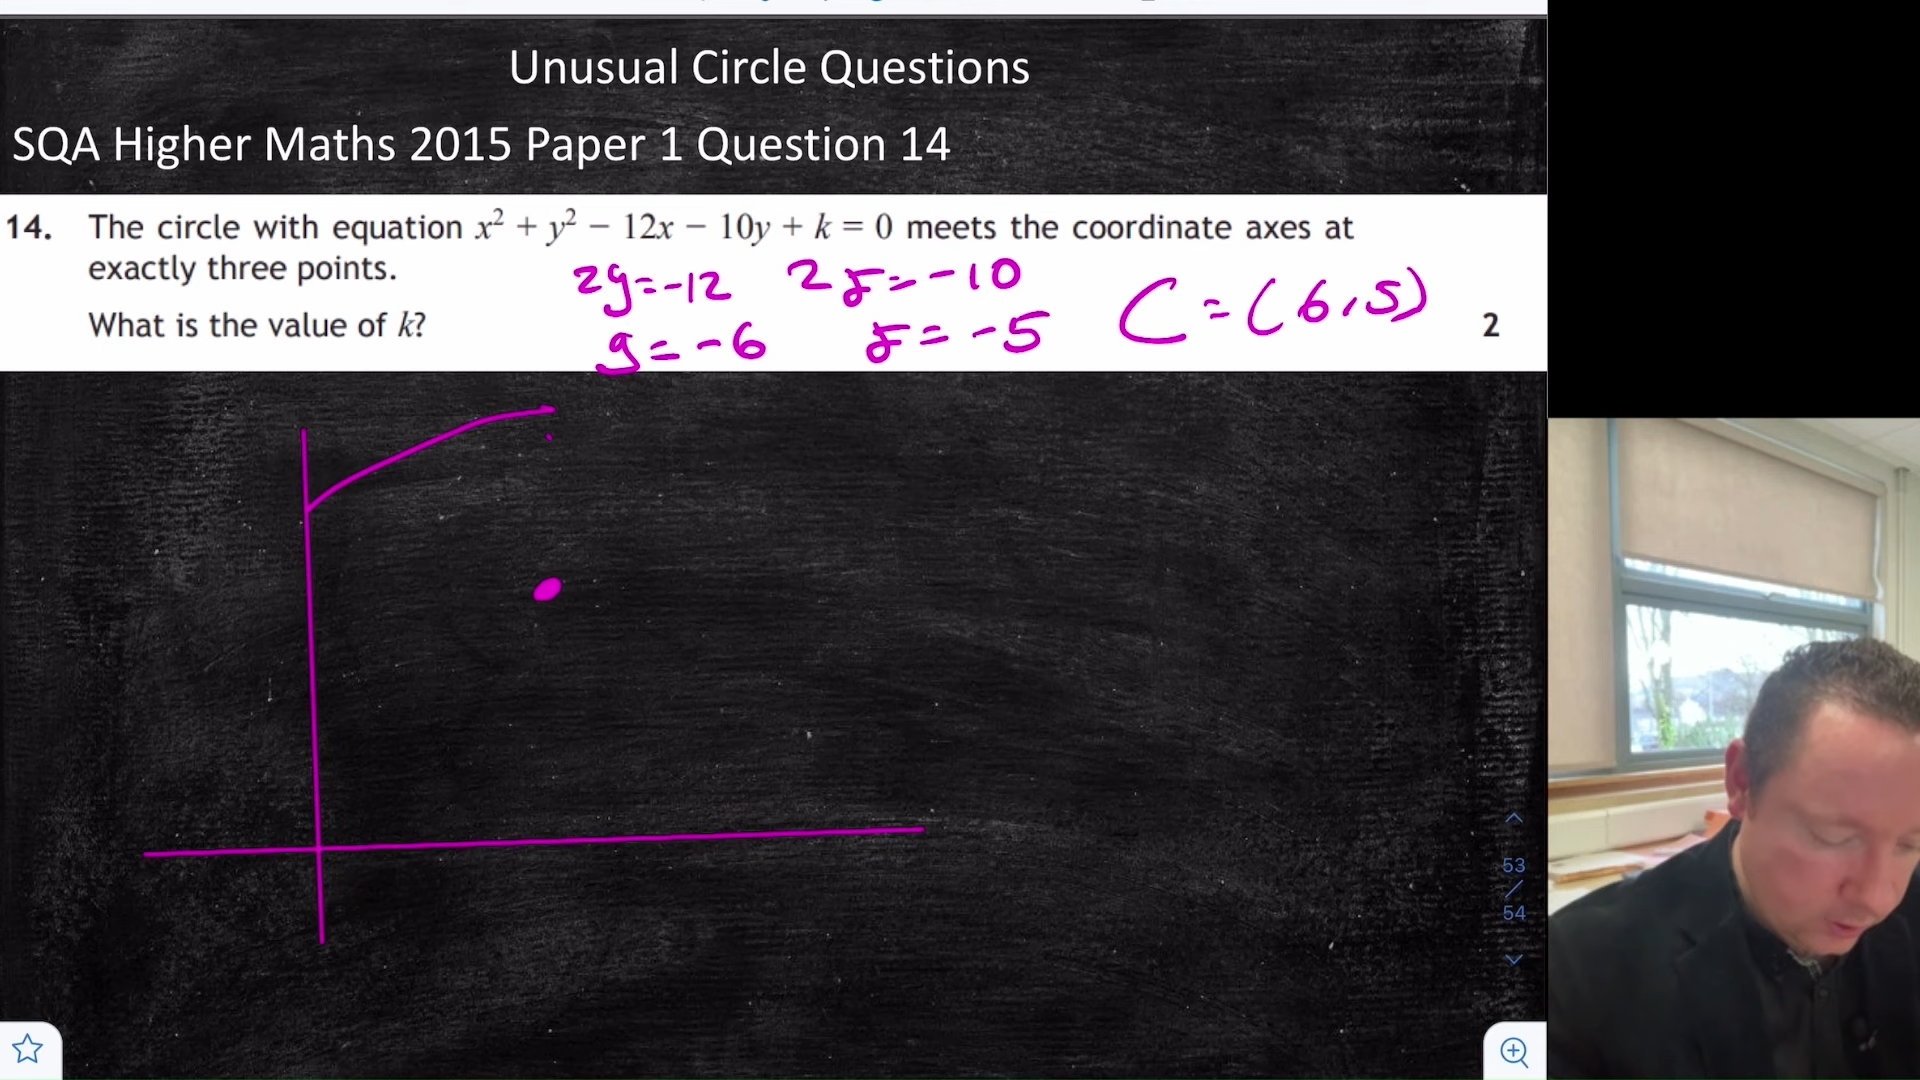 Unusual Circle Questions
SQA Higher Maths 2015 Paper 1 Question 14
14. The circle with equation x² + y² − 12x − 10y + k = 0 meets the coordinate axes at
exactly three points.
2g=-12 2f=-10
C=(6,5)
What is the value of k?
2
g=-6 f=-5
53
/
54